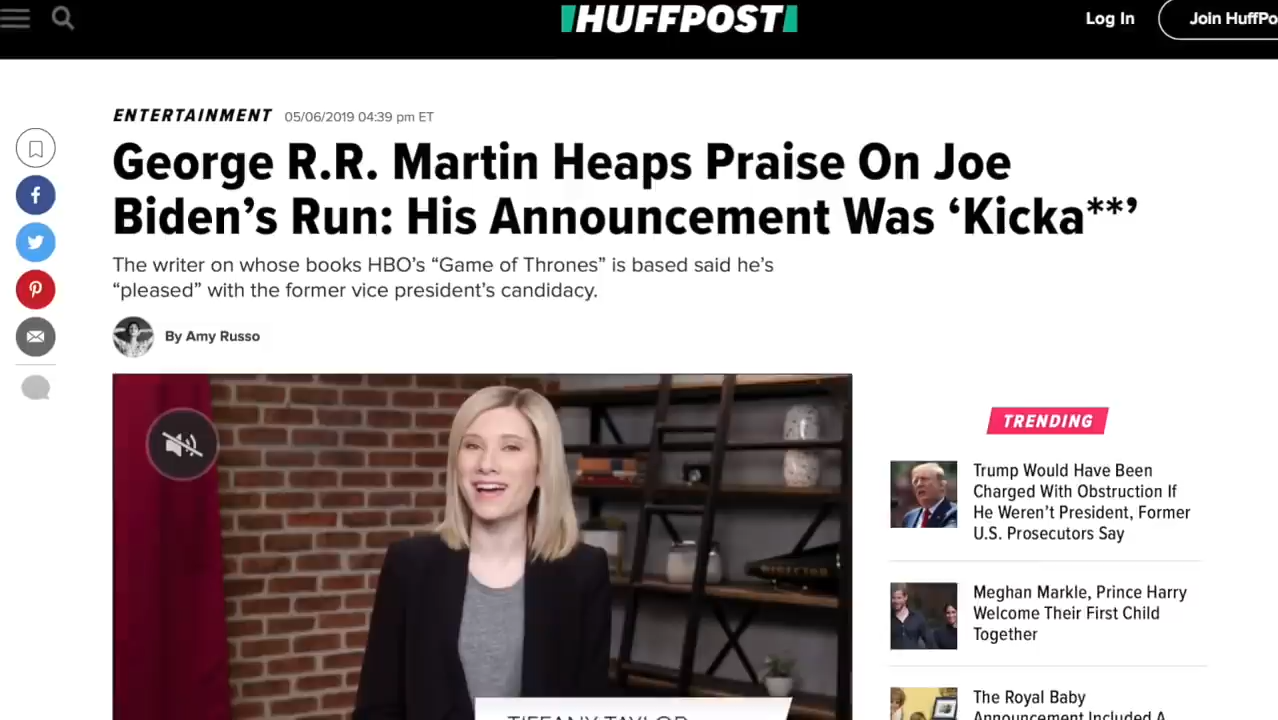 HUFFPOST
Log In
Join HuffPo
ENTERTAINMENT 05/06/2019 04:39 pm ET
George R.R. Martin Heaps Praise On Joe
Biden’s Run: His Announcement Was ‘Kicka**’
The writer on whose books HBO’s “Game of Thrones” is based said he’s
“pleased” with the former vice president’s candidacy.
By Amy Russo
DIRECTOR
TIFFANY TAYLOR
TRENDING
Trump Would Have Been
Charged With Obstruction If
He Weren’t President, Former
U.S. Prosecutors Say
Meghan Markle, Prince Harry
Welcome Their First Child
Together
The Royal Baby
Announcement Included A